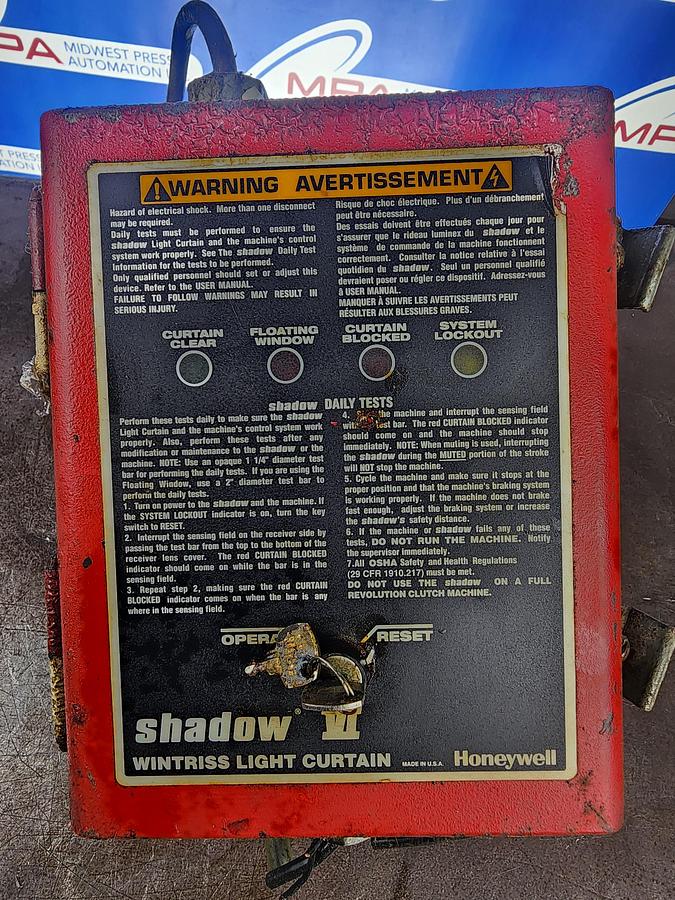 MPA MIDWEST PRESS
AUTOMATION
MPA
MPA
WARNING AVERTISSEMENT
Hazard of electrical shock. More than one disconnect
may be required.
Daily tests must be performed to ensure the
shadow Light Curtain and the machine's control
system work properly. See The shadow Daily Test
Information for the tests to be performed.
Only qualified personnel should set or adjust this
device. Refer to the USER MANUAL.
FAILURE TO FOLLOW WARNINGS MAY RESULT IN
SERIOUS INJURY.
Risque de choc électrique. Plus d'un débranchement
peut être nécessaire.
Des essais doivent être effectués chaque jour pour
s'assurer que le rideau lumineux du shadow et le
système de commande de la machine fonctionnent
correctement. Consulter la notice relative à l'essai
quotidien du shadow. Seul un personnel qualifié
devraient poser ou régler ce dispositif. Adressez-vous
à USER MANUAL.
MANQUER À SUIVRE LES AVERTISSEMENTS PEUT
RÉSULTER AUX BLESSURES GRAVES.
CURTAIN
CLEAR
FLOATING
WINDOW
CURTAIN
BLOCKED
SYSTEM
LOCKOUT
shadow DAILY TESTS
Perform these tests daily to make sure the shadow
Light Curtain and the machine's control system work
properly. Also, perform these tests after any
modification or maintenance to the shadow or the
machine. NOTE: Use an opaque 1 1/4" diameter test
bar for performing the daily tests. If you are using the
Floating Window, use a 2" diameter test bar to
perform the daily tests.
1. Turn on power to the shadow and the machine. If
the SYSTEM LOCKOUT indicator is on, turn the key
switch to RESET.
2. Interrupt the sensing field on the receiver side by
passing the test bar from the top to the bottom of the
receiver lens cover. The red CURTAIN BLOCKED
indicator should come on while the bar is in the
sensing field.
3. Repeat step 2, making sure the red CURTAIN
BLOCKED indicator comes on when the bar is any
where in the sensing field.
4. the machine and interrupt the sensing field
bar. The red CURTAIN BLOCKED indicator
should come on and the machine should stop
immediately. NOTE: When muting is used, interrupting
the shadow during the MUTED portion of the stroke
will NOT stop the machine.
5. Cycle the machine and make sure it stops at the
proper position and that the machine's braking system
is working properly. If the machine does not brake
fast enough, adjust the braking system or increase
the shadow's safety distance.
6. If the machine or shadow fails any of these
tests, DO NOT RUN THE MACHINE. Notify
the supervisor immediately.
7.All OSHA Safety and Health Regulations
(29 CFR 1910.217) must be met.
DO NOT USE THE shadow ON A FULL
REVOLUTION CLUTCH MACHINE.
RESET
shadow® VI
WINTRISS LIGHT CURTAIN MADE IN U.S.A. Honeywell